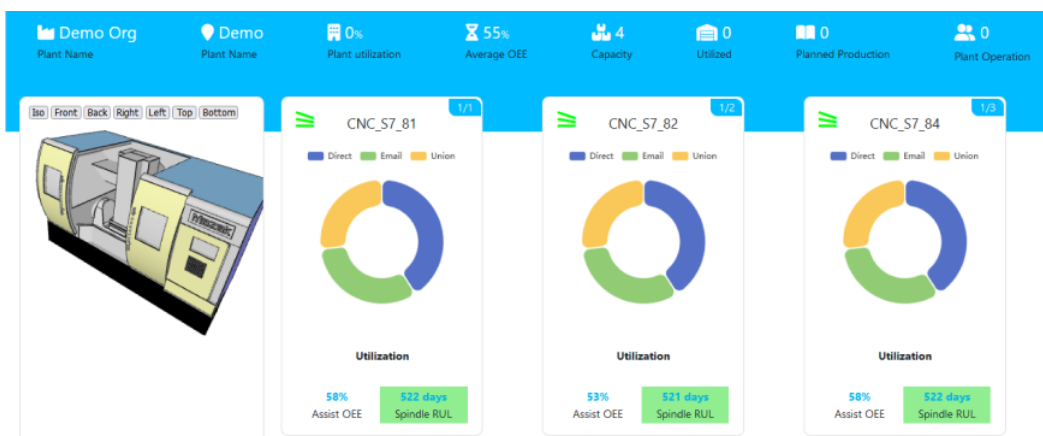 Demo Org
Plant Name
Demo
Plant Name
0%
Plant utilization
55%
Average OEE
4
Capacity
0
Utilized
0
Planned Production
0
Plant Operation
Iso Front Back Right Left Top Bottom
Mazak
1/1
CNC_S7_81
Direct Email Union
Utilization
58%
Assist OEE
522 days
Spindle RUL
1/2
CNC_S7_82
Direct Email Union
Utilization
53%
Assist OEE
521 days
Spindle RUL
1/3
CNC_S7_84
Direct Email Union
Utilization
58%
Assist OEE
522 days
Spindle RUL